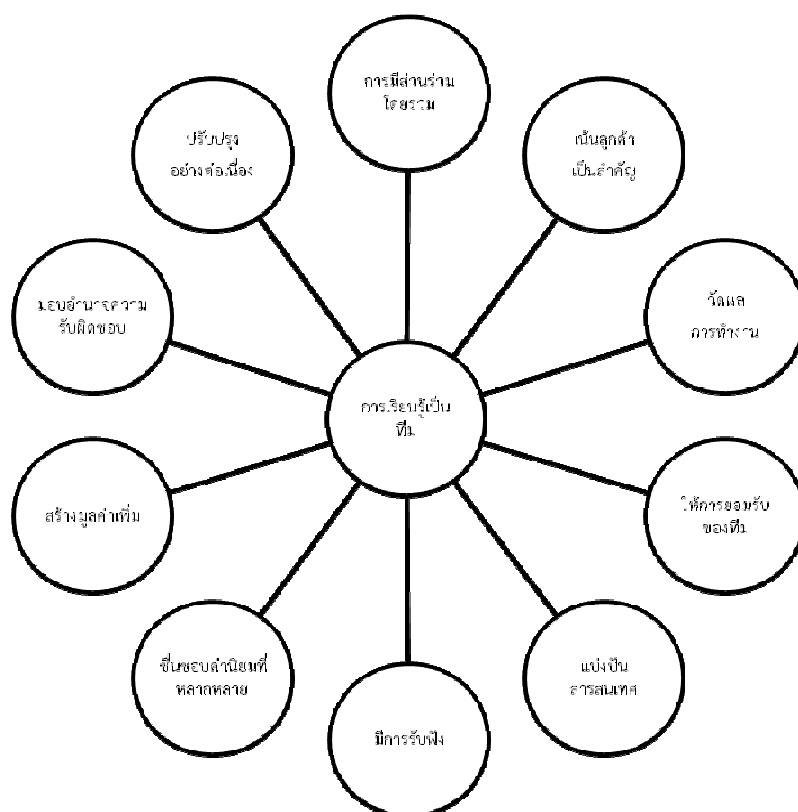 การมีส่วนร่วม
โดยรวม
เน้นลูกค้า
เป็นสำคัญ
วัดผล
การทำงาน
ให้การยอมรับ
ของทีม
แบ่งปัน
สารสนเทศ
มีการรับฟัง
ชื่นชอบค่านิยมที่
หลากหลาย
สร้างมูลค่าเพิ่ม
มอบอำนาจความ
รับผิดชอบ
ปรับปรุง
อย่างต่อเนื่อง
การเรียนรู้เป็น
ทีม